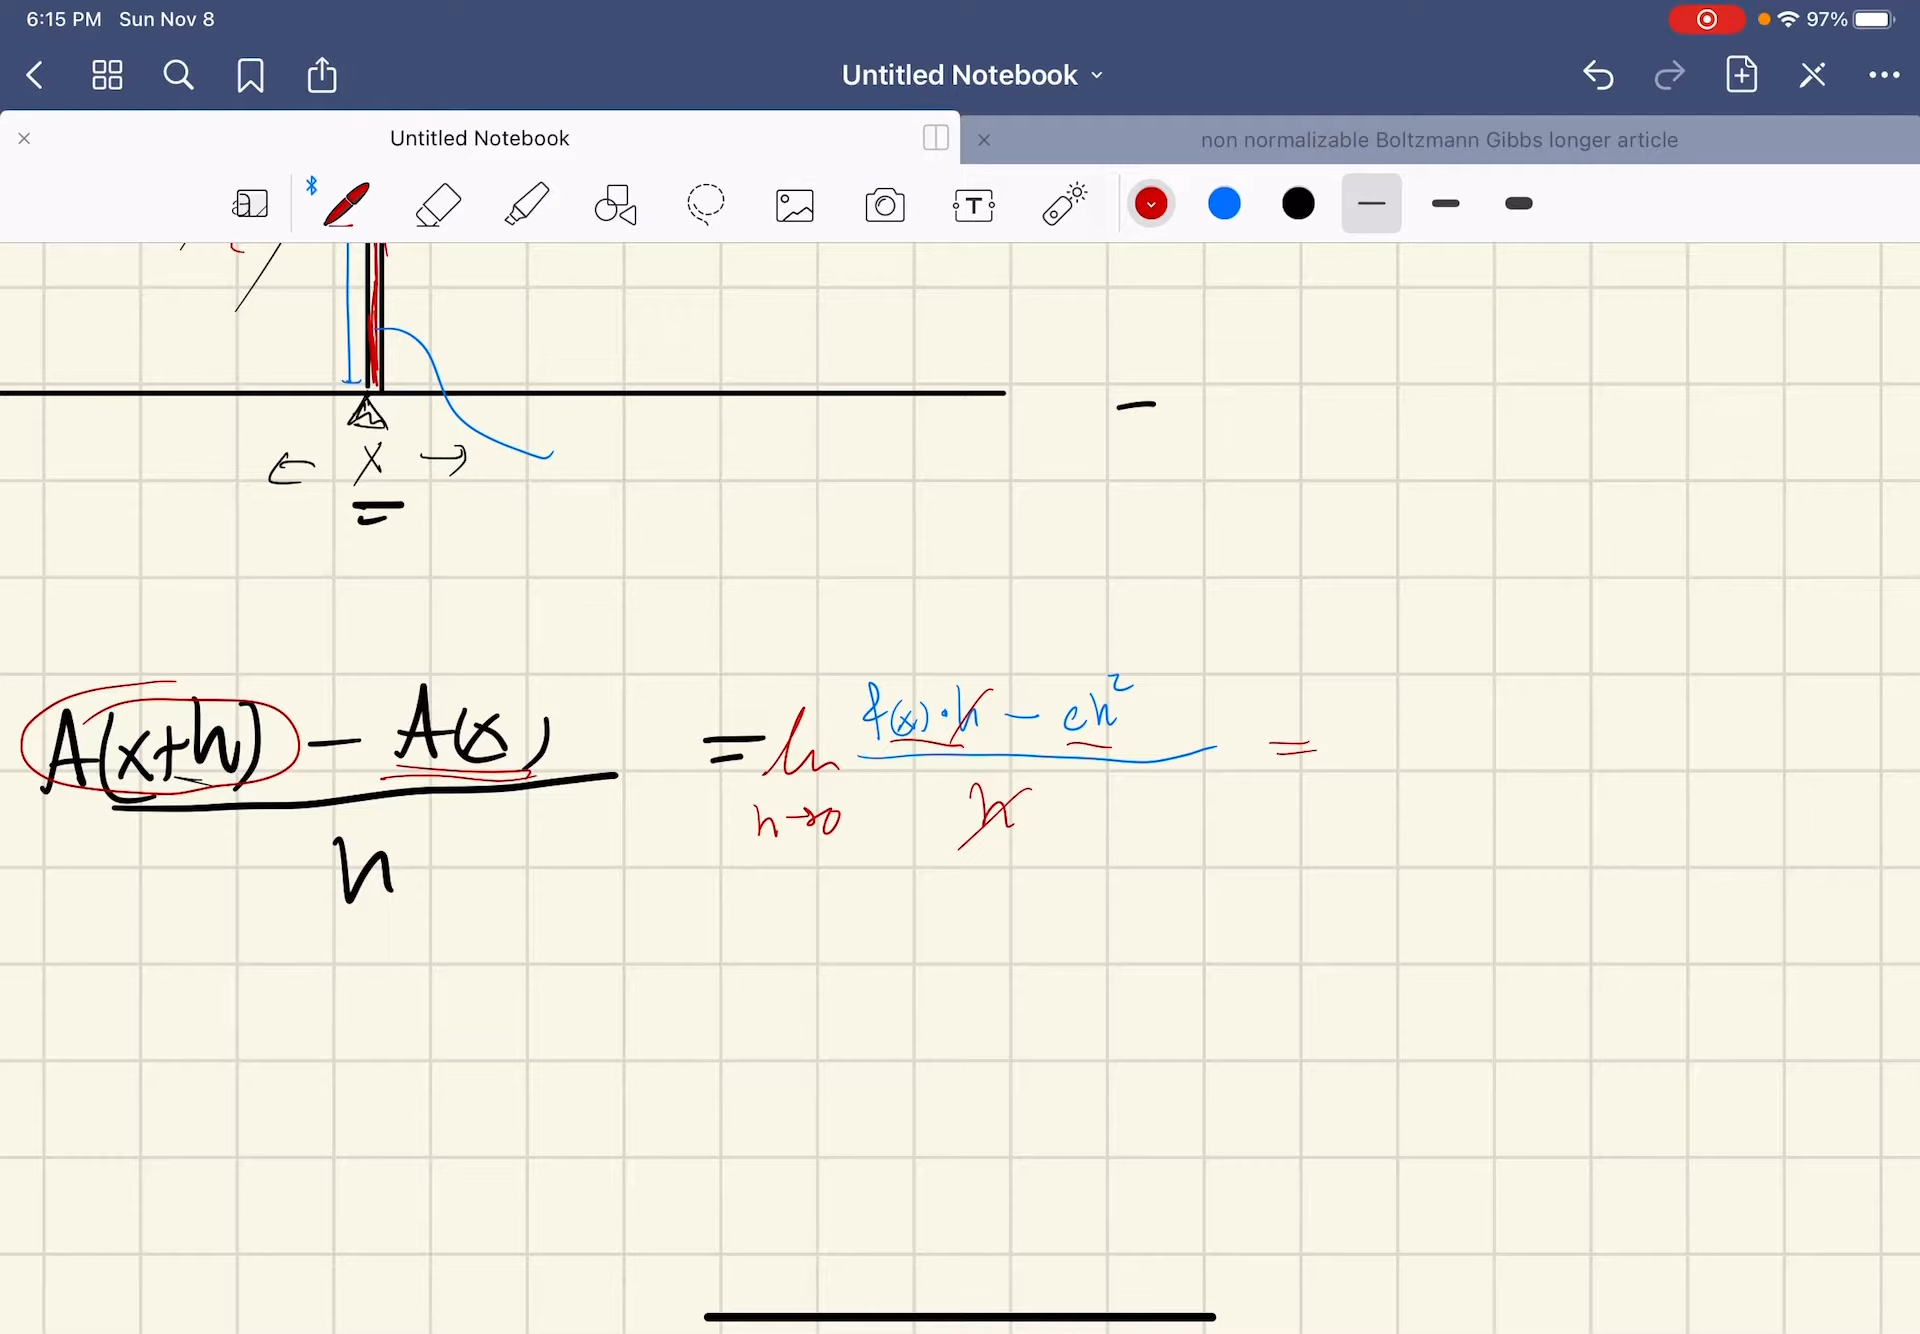 6:15 PM Sun Nov 8 97%
Untitled Notebook
Untitled Notebook non normalizable Boltzmann Gibbs longer article
a T
← X →
A(x+h) - A(x) = f(x)·h - ch² =
h h→0 h